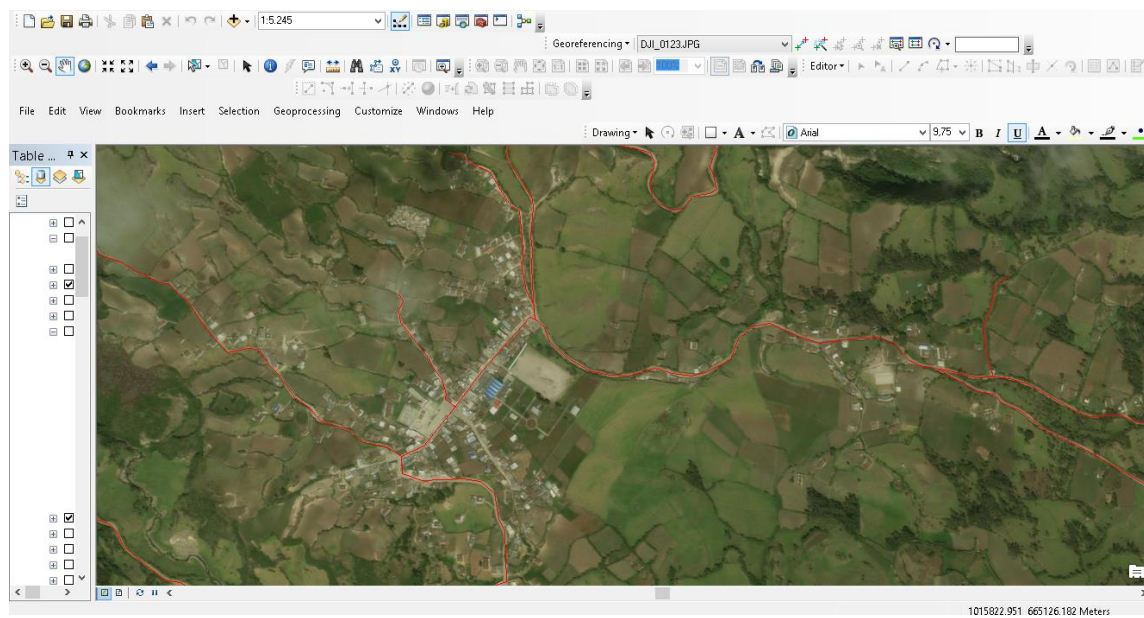 1:5.245
Georeferencing DJI_0123.JPG
Editor
File Edit View Bookmarks Insert Selection Geoprocessing Customize Windows Help
Drawing A Arial 9,75 B I U A
Table ...
1015822,951 665126,182 Meters